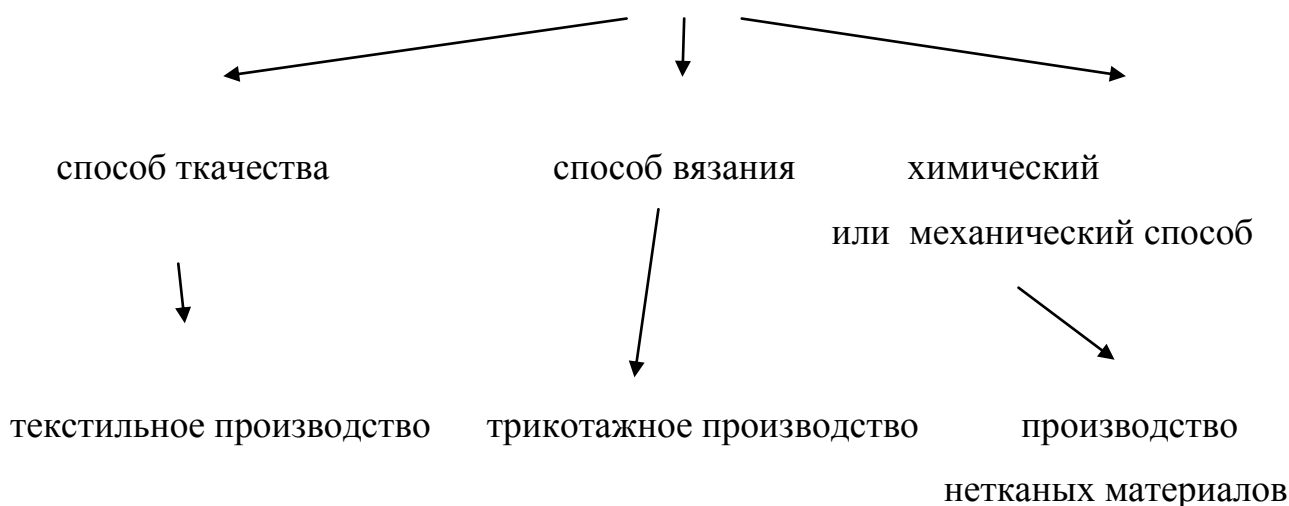 способ ткачества
способ вязания
химический
или механический способ
текстильное производство
трикотажное производство
производство
нетканых материалов